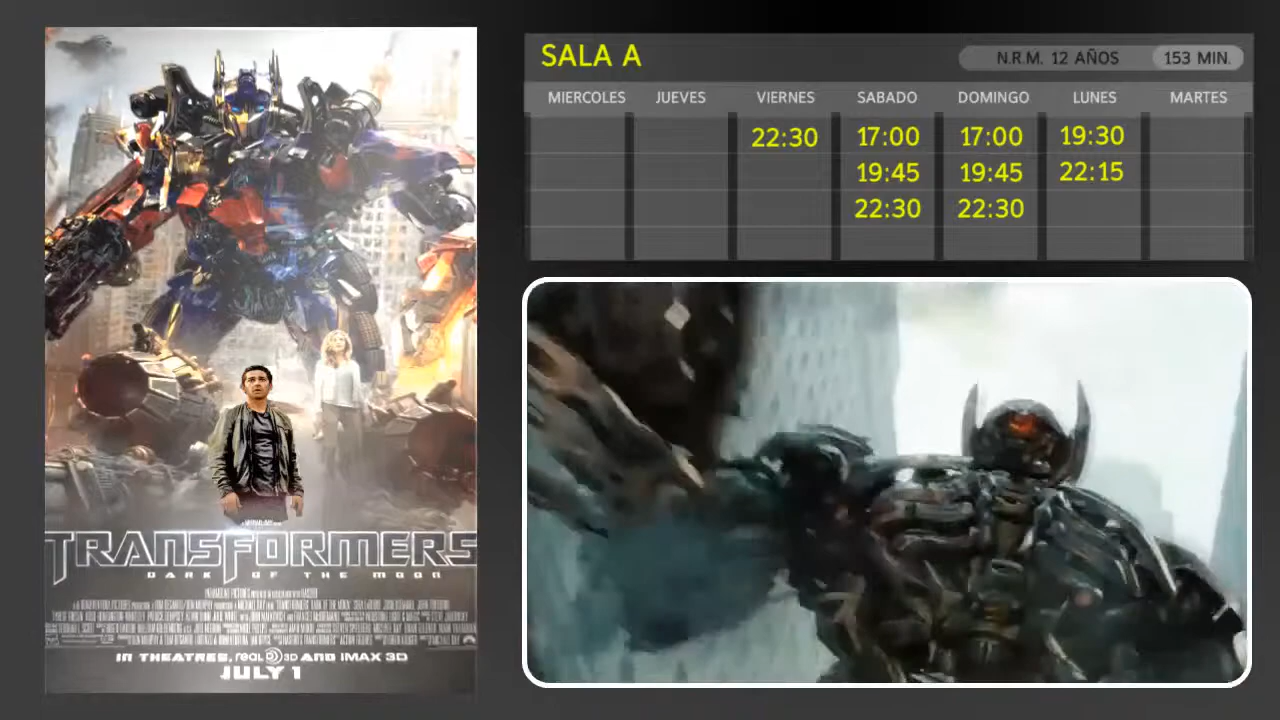 TRANSFORMERS
DARK OF THE MOON
IN THEATRES, REAL D 3D AND IMAX 3D
JULY 1
SALA A
N.R.M. 12 AÑOS
153 MIN.
MIERCOLES JUEVES VIERNES SABADO DOMINGO LUNES MARTES
22:30 17:00 17:00 19:30
19:45 19:45 22:15
22:30 22:30